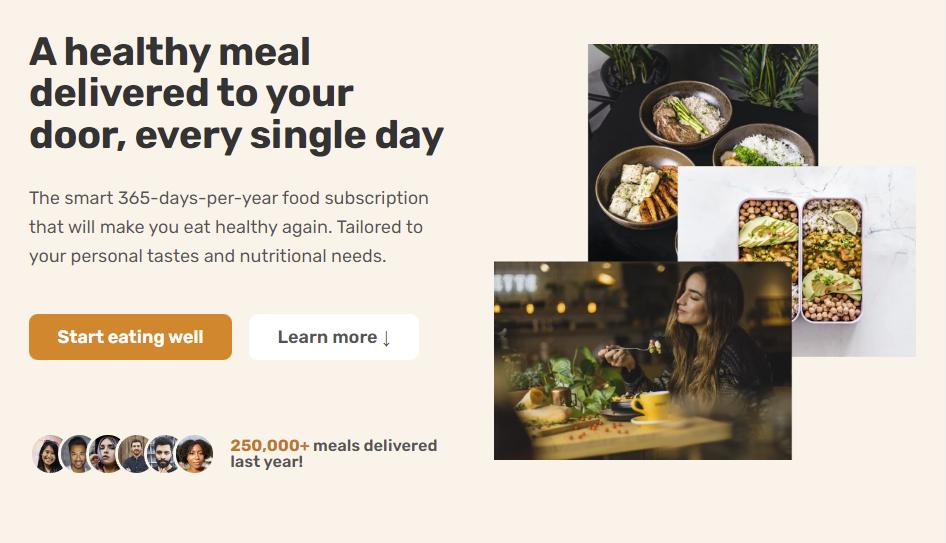 A healthy meal
delivered to your
door, every single day
The smart 365-days-per-year food subscription
that will make you eat healthy again. Tailored to
your personal tastes and nutritional needs.
Start eating well
Learn more ↓
250,000+ meals delivered
last year!